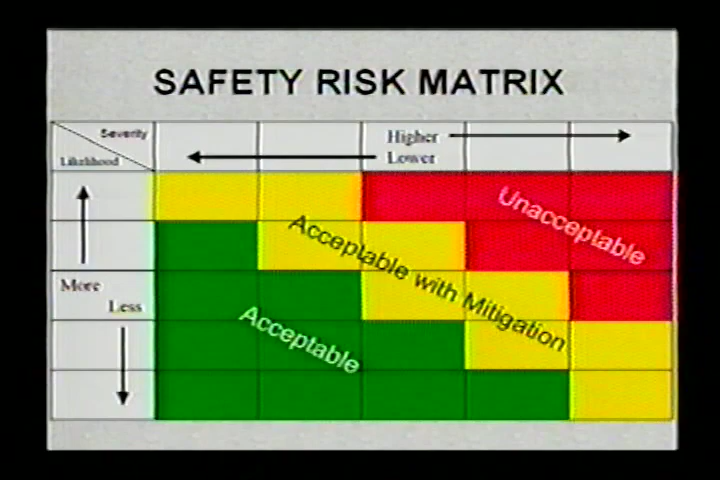 SAFETY RISK MATRIX
Severity
Likelihood
Higher
Lower
Unacceptable
Acceptable with Mitigation
More
Less
Acceptable